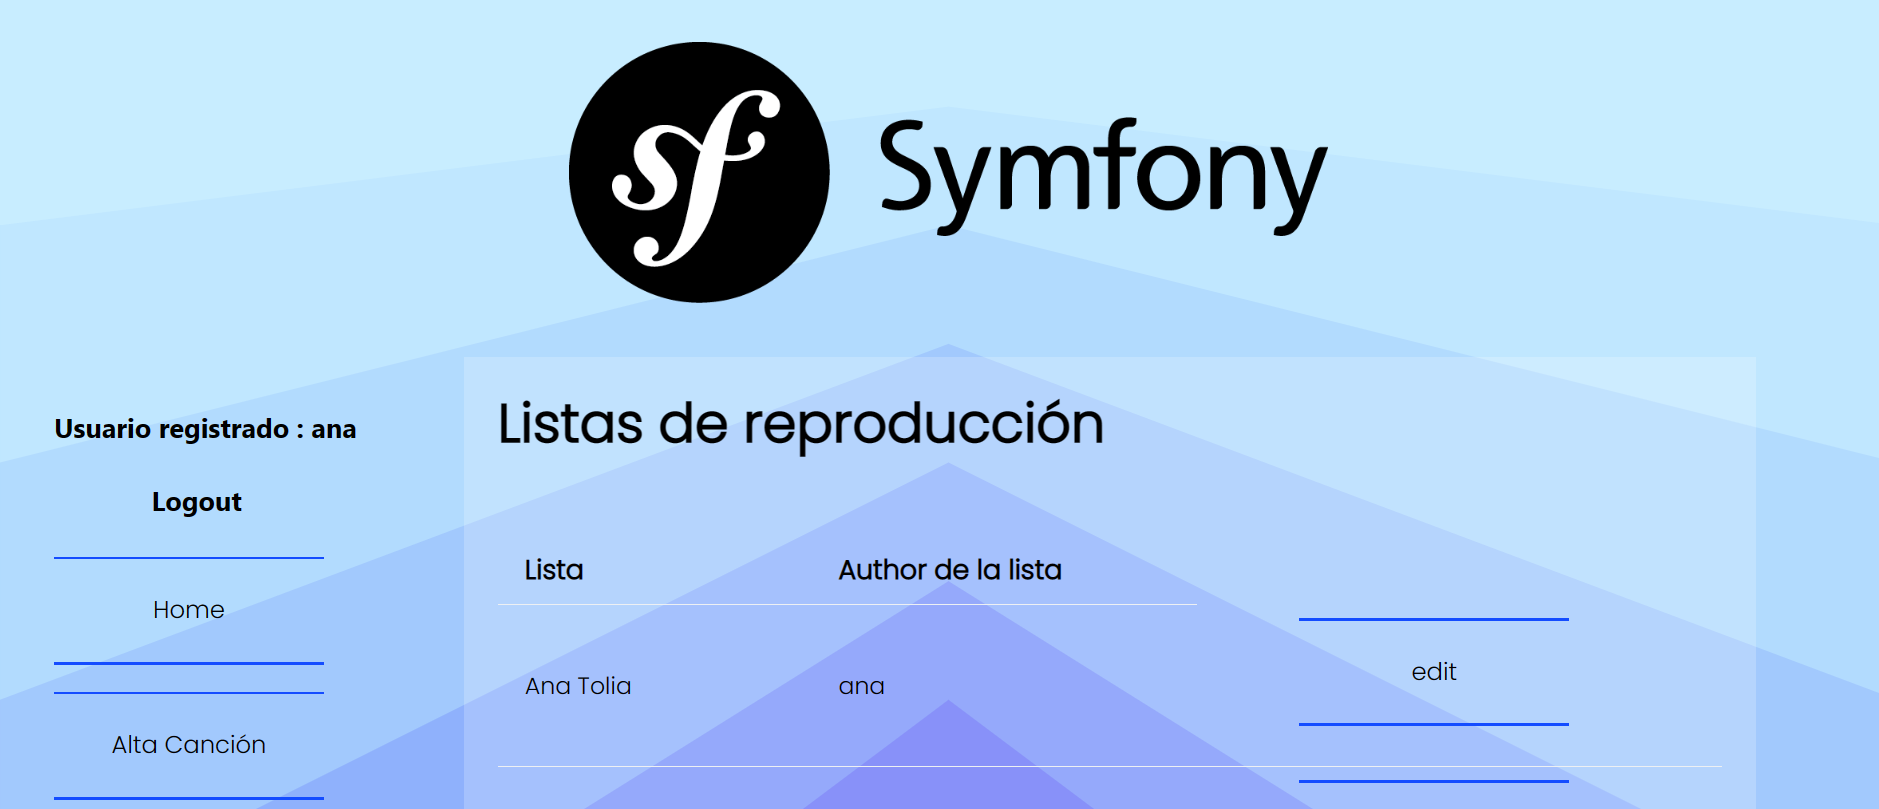 sf Symfony
Usuario registrado : ana
Logout
Home
Alta Canción
Listas de reproducción
Lista Author de la lista
Ana Tolia ana edit